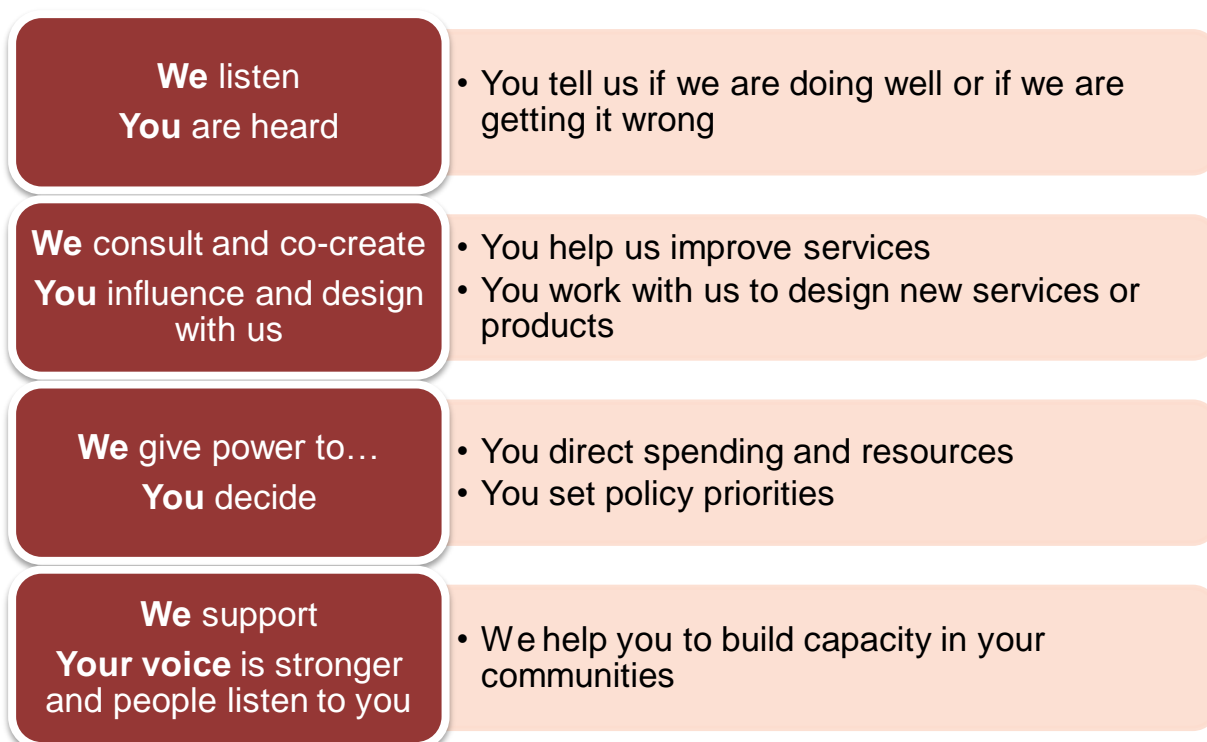 We listen
You are heard
• You tell us if we are doing well or if we are
getting it wrong
We consult and co-create
You influence and design
with us
• You help us improve services
• You work with us to design new services or
products
We give power to…
You decide
• You direct spending and resources
• You set policy priorities
We support
Your voice is stronger
and people listen to you
• We help you to build capacity in your
communities